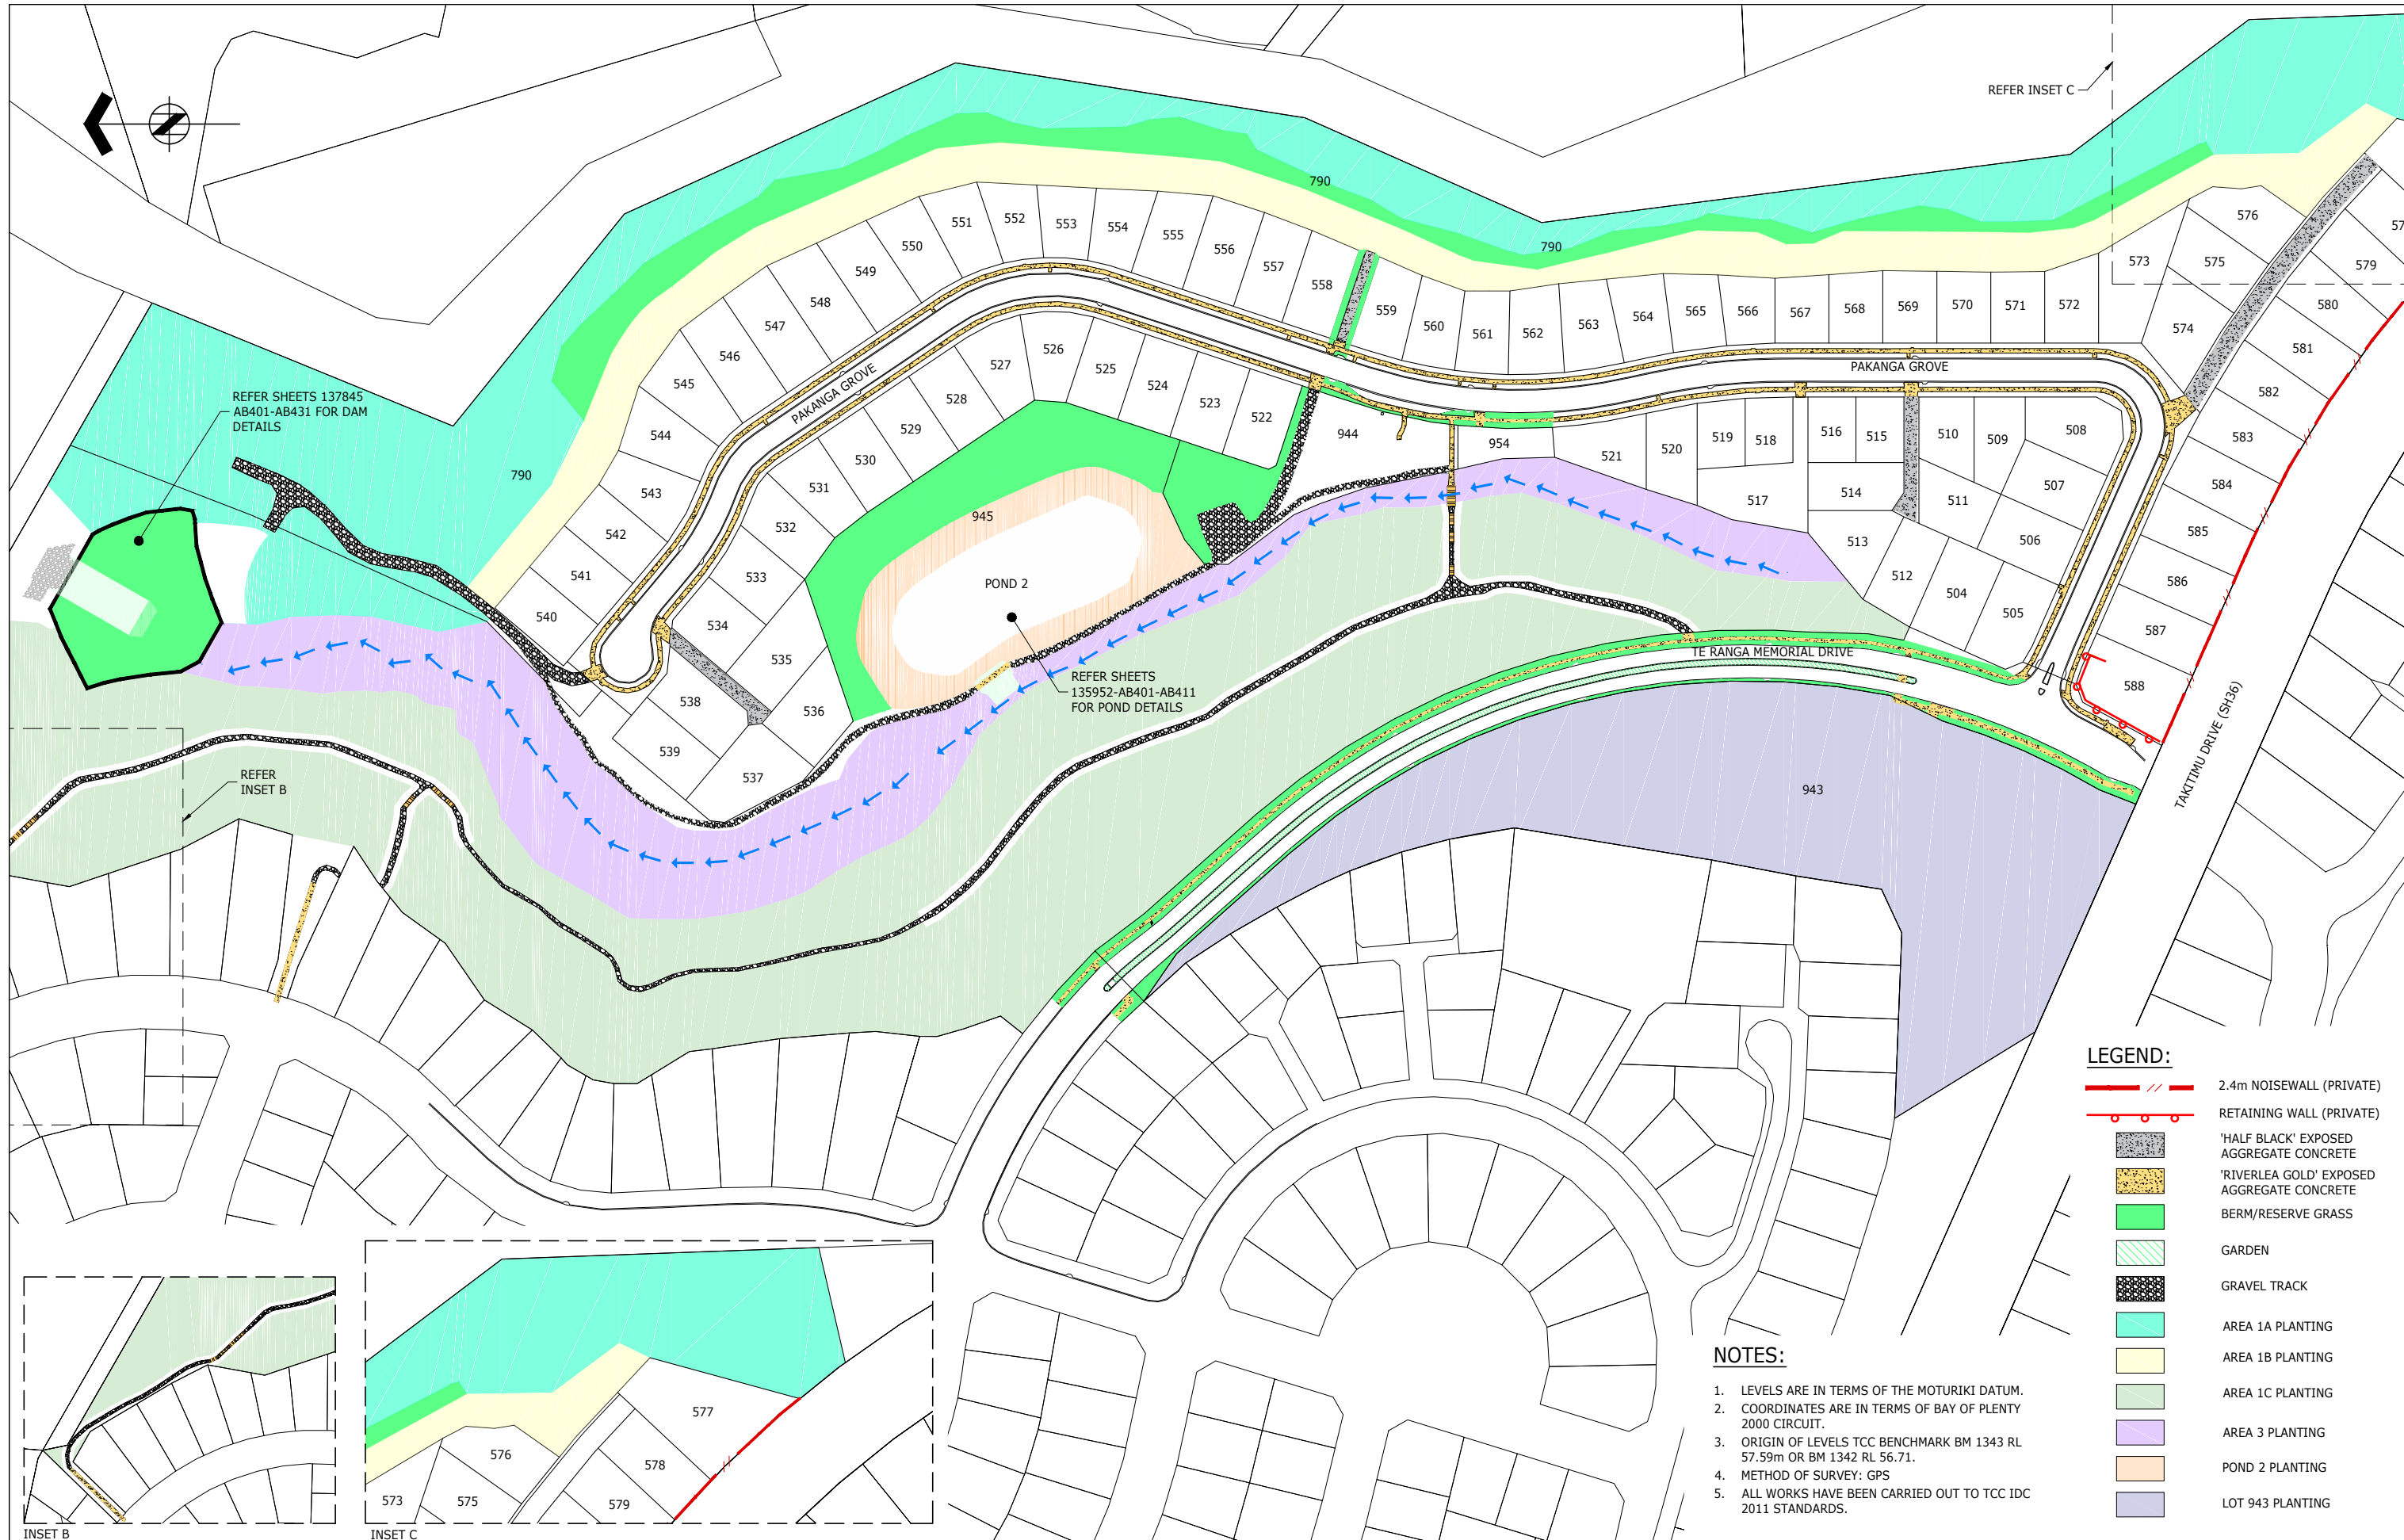 REFER INSET C
790
790
790
551
552
553
554
555
556
557
558
550
549
548
547
546
545
544
543
542
541
540
559
560
561
562
563
564
565
566
567
568
569
570
571
572
573
574
575
576
57
579
580
581
582
583
584
585
586
587
588
PAKANGA GROVE
PAKANGA GROVE
REFER SHEETS 137845
AB401-AB431 FOR DAM
DETAILS
526
527
528
529
530
531
532
533
534
535
536
537
538
539
525
524
523
522
944
954
521
520
519
518
517
516
515
514
513
512
511
510
509
508
507
506
505
504
945
POND 2
REFER SHEETS
135952-AB401-AB411
FOR POND DETAILS
TE RANGA MEMORIAL DRIVE
TAKITIMU DRIVE (SH36)
943
REFER
INSET B
LEGEND:
2.4m NOISEWALL (PRIVATE)
RETAINING WALL (PRIVATE)
'HALF BLACK' EXPOSED
AGGREGATE CONCRETE
'RIVERLEA GOLD' EXPOSED
AGGREGATE CONCRETE
BERM/RESERVE GRASS
GARDEN
GRAVEL TRACK
AREA 1A PLANTING
AREA 1B PLANTING
AREA 1C PLANTING
AREA 3 PLANTING
POND 2 PLANTING
LOT 943 PLANTING
NOTES:
1. LEVELS ARE IN TERMS OF THE MOTURIKI DATUM.
2. COORDINATES ARE IN TERMS OF BAY OF PLENTY
2000 CIRCUIT.
3. ORIGIN OF LEVELS TCC BENCHMARK BM 1343 RL
57.59m OR BM 1342 RL 56.71.
4. METHOD OF SURVEY: GPS
5. ALL WORKS HAVE BEEN CARRIED OUT TO TCC IDC
2011 STANDARDS.
INSET B
577
576
578
573
575
579
INSET C